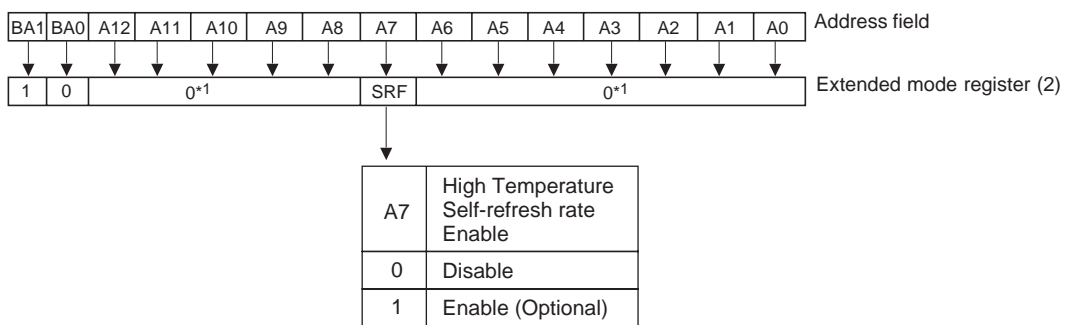 BA1 BA0 A12 A11 A10 A9 A8 A7 A6 A5 A4 A3 A2 A1 A0 Address field
1 0 0*1 SRF 0*1 Extended mode register (2)
A7 High Temperature
Self-refresh rate
Enable
0 Disable
1 Enable (Optional)